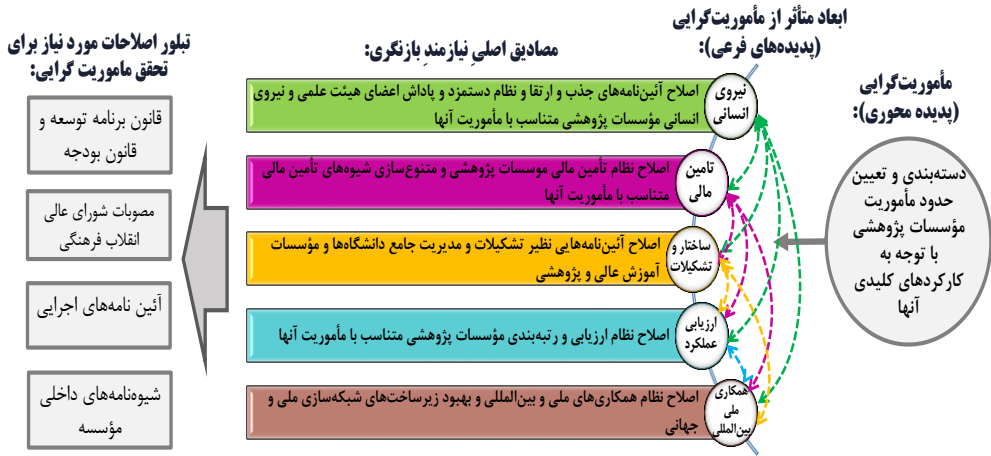 مأموریت‌گرایی
(پدیده محوری):
دسته‌بندی و تعیین
حدود مأموریت
مؤسسات پژوهشی
با توجه به
کارکردهای کلیدی
آنها
ابعاد متأثر از مأموریت‌گرایی
(پدیده‌های فرعی):
نیروی
انسانی
تامین
مالی
ساختار و
تشکیلات
ارزیابی
عملکرد
همکاری
ملی
بین‌المللی
مصادیق اصلیِ نیازمندِ بازنگری:
اصلاح آئین‌نامه‌های جذب و ارتقا و نظام دستمزد و پاداش اعضای هیئت علمی و نیروی
انسانی مؤسسات پژوهشی متناسب با مأموریت آنها
اصلاح نظام تأمین مالی موسسات پژوهشی و متنوع‌سازی شیوه‌های تأمین مالی
متناسب با مأموریت آنها
اصلاح آئین‌نامه‌هایی نظیر تشکیلات و مدیریت جامع دانشگاه‌ها و مؤسسات
آموزش عالی و پژوهشی
اصلاح نظام ارزیابی و رتبه‌بندی مؤسسات پژوهشی متناسب با مأموریت آنها
اصلاح نظام همکاری‌های ملی و بین‌المللی و بهبود زیرساخت‌های شبکه‌سازی ملی و
جهانی
تبلور اصلاحات مورد نیاز برای
تحقق ماموریت گرایی:
قانون برنامه توسعه و
قانون بودجه
مصوبات شورای عالی
انقلاب فرهنگی
آئین نامه‌های اجرایی
شیوه‌نامه‌های داخلی
مؤسسه